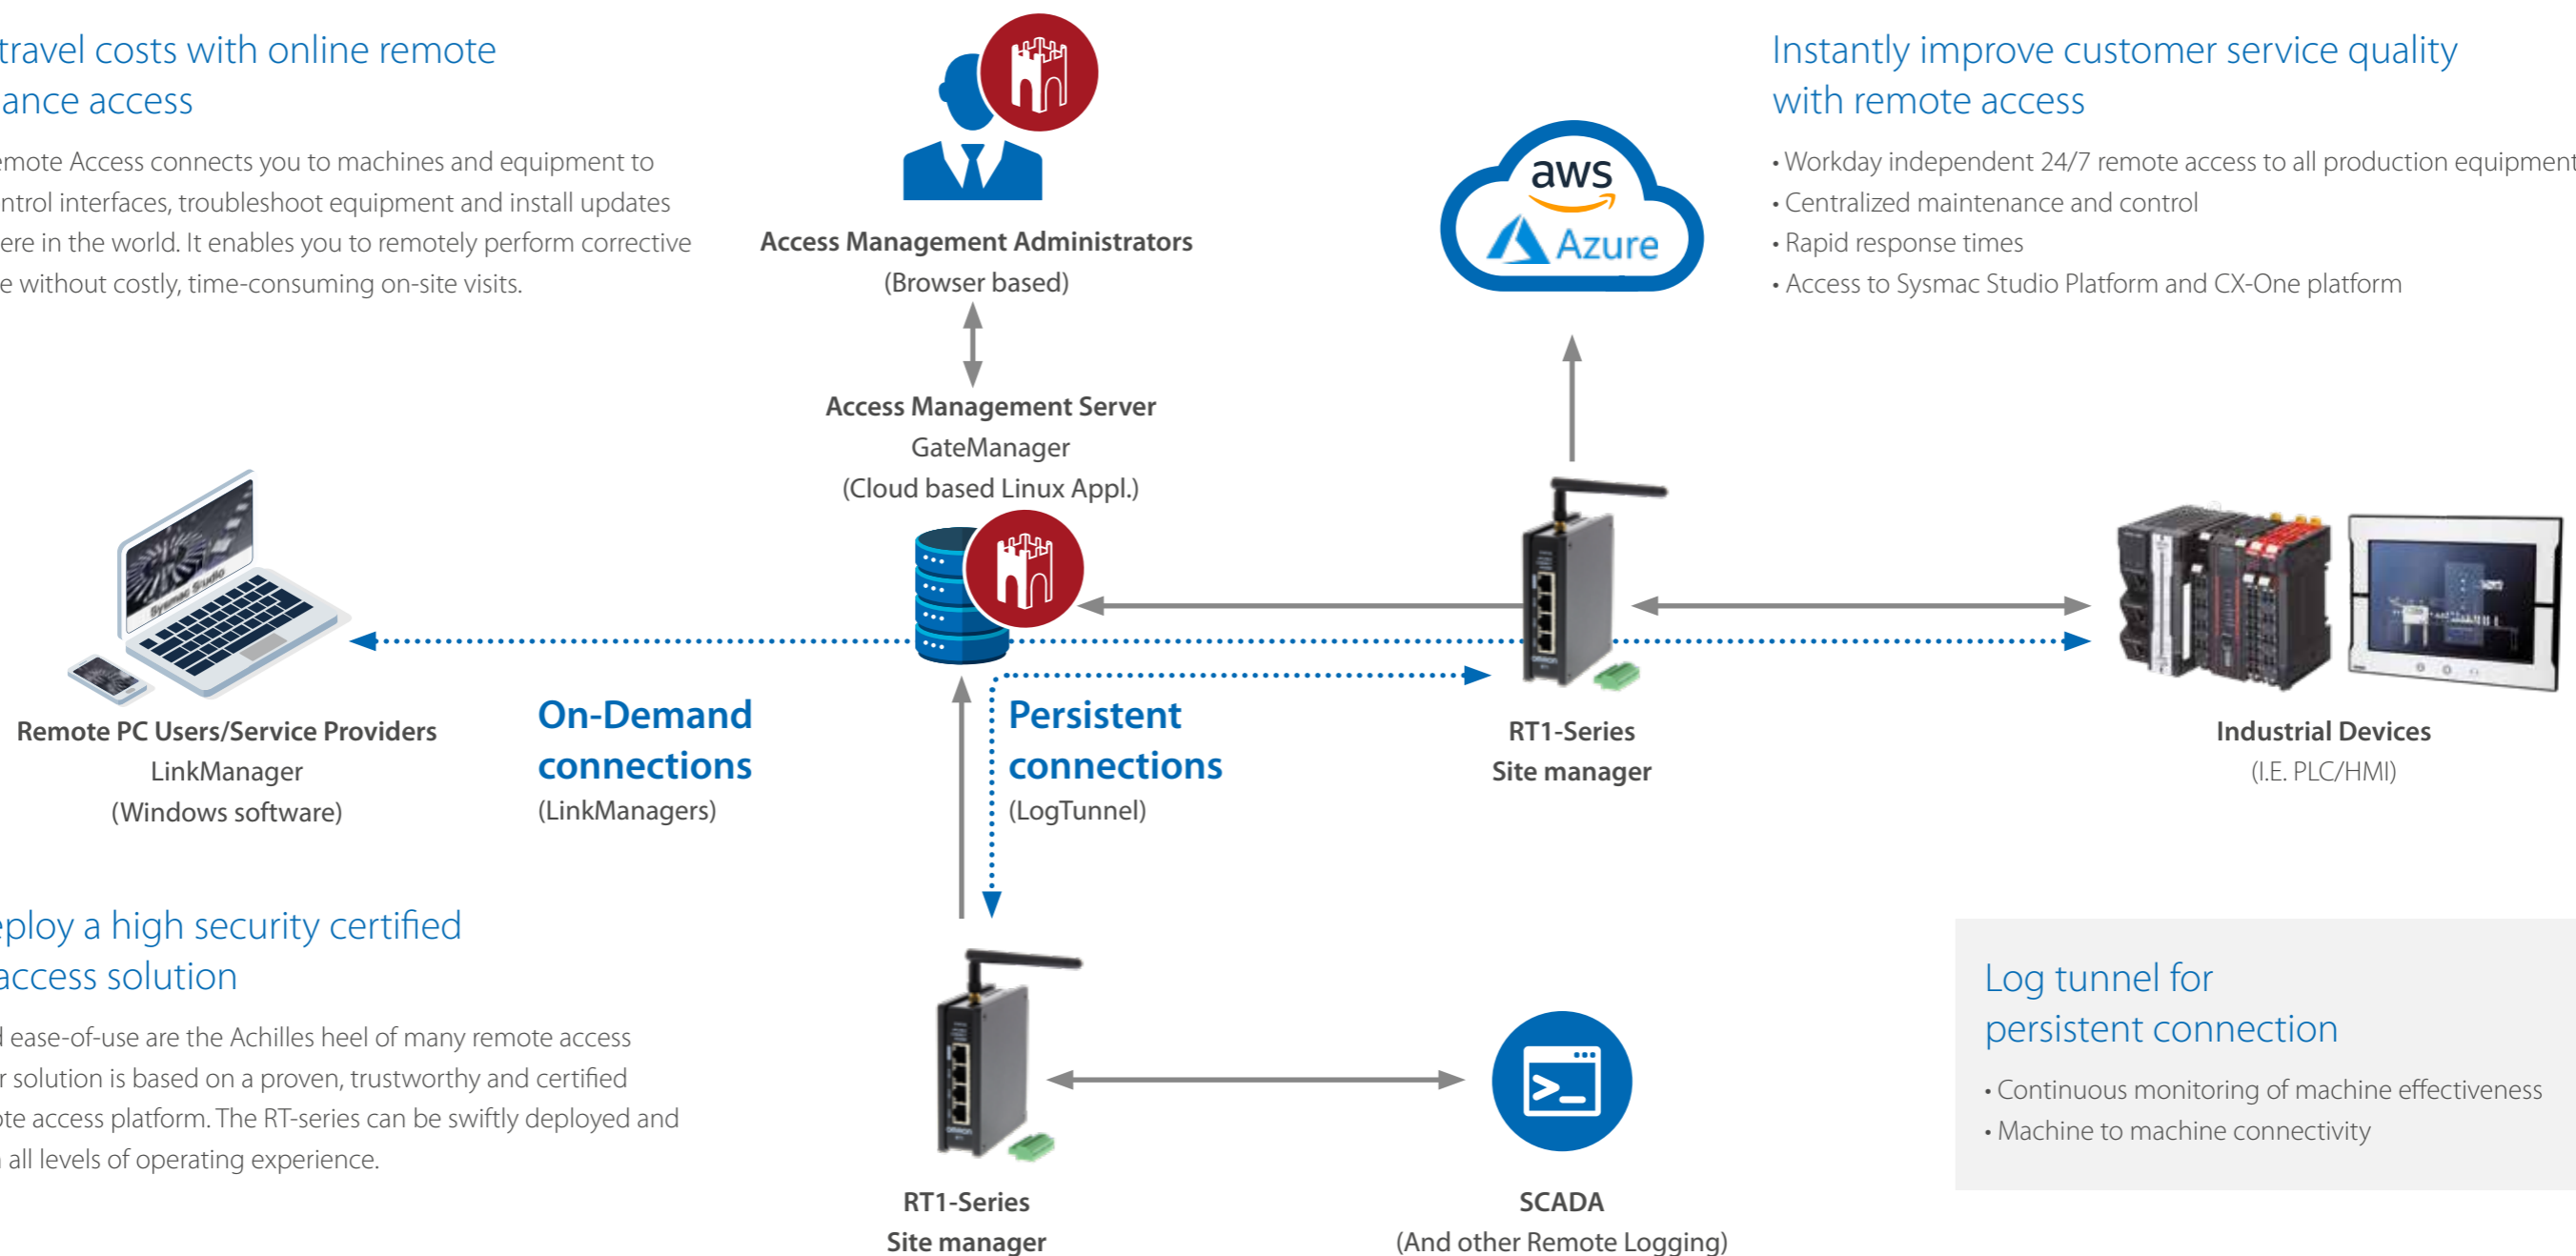 travel costs with online remote
ance access
emote Access connects you to machines and equipment to
ntrol interfaces, troubleshoot equipment and install updates
ere in the world. It enables you to remotely perform corrective
e without costly, time-consuming on-site visits.
Access Management Administrators
(Browser based)
aws
Azure
Instantly improve customer service quality
with remote access
• Workday independent 24/7 remote access to all production equipment
• Centralized maintenance and control
• Rapid response times
• Access to Sysmac Studio Platform and CX-One platform
Access Management Server
GateManager
(Cloud based Linux Appl.)
Sysmac Studio
Remote PC Users/Service Providers
LinkManager
(Windows software)
On-Demand
connections
(LinkManagers)
Persistent
connections
(LogTunnel)
OMRON
RT1-Series
Site manager
Industrial Devices
(I.E. PLC/HMI)
eploy a high security certified
access solution
d ease-of-use are the Achilles heel of many remote access
r solution is based on a proven, trustworthy and certified
ote access platform. The RT-series can be swiftly deployed and
all levels of operating experience.
OMRON
RT1-Series
Site manager
SCADA
(And other Remote Logging)
Log tunnel for
persistent connection
• Continuous monitoring of machine effectiveness
• Machine to machine connectivity